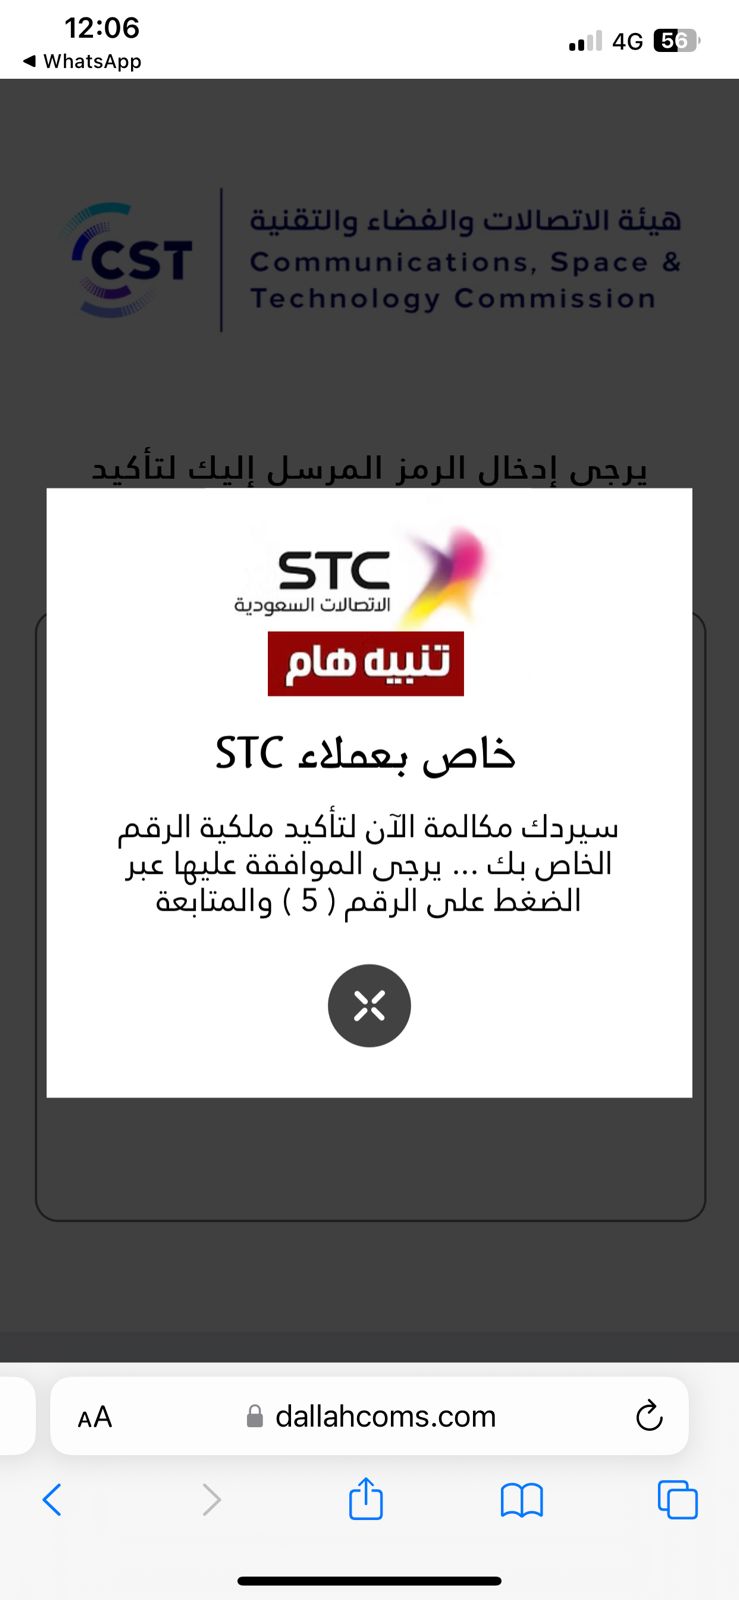 12:06
4G 56
◀ WhatsApp
CST
هيئة الاتصالات والفضاء والتقنية
Communications, Space &
Technology Commission
يرجى إدخال الرمز المرسل إليك لتأكيد
STC
الاتصالات السعودية
تنبيه هام
خاص بعملاء STC
سيردك مكالمة الآن لتأكيد ملكية الرقم
الخاص بك ... يرجى الموافقة عليها عبر
الضغط على الرقم ( 5 ) والمتابعة
AA dallahcoms.com